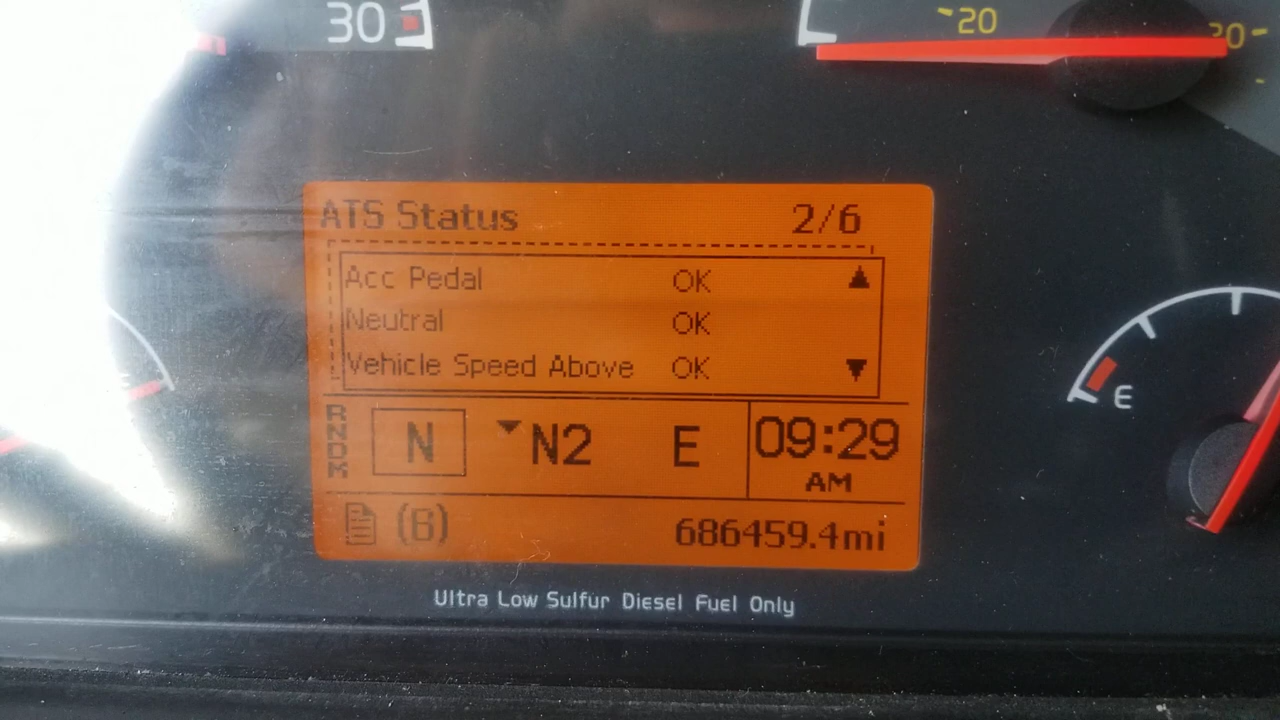 30
20
20
ATS Status 2/6
Acc Pedal OK
Neutral OK
Vehicle Speed Above OK
RNDM N N2 E 09:29 AM
E
(B) 686459.4mi
Ultra Low Sulfur Diesel Fuel Only